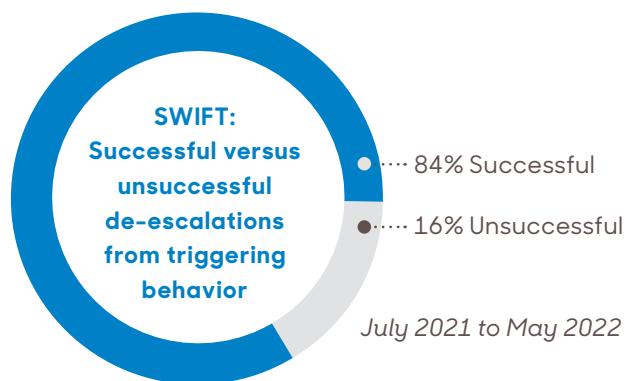 SWIFT:
Successful versus
unsuccessful
de-escalations
from triggering
behavior
84% Successful
16% Unsuccessful
July 2021 to May 2022